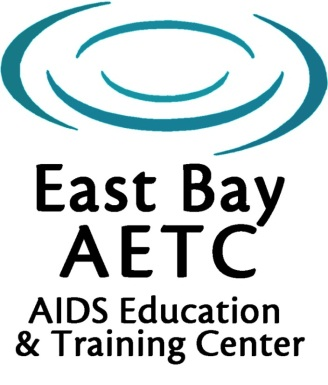 East Bay
AETC
AIDS Education
& Training Center